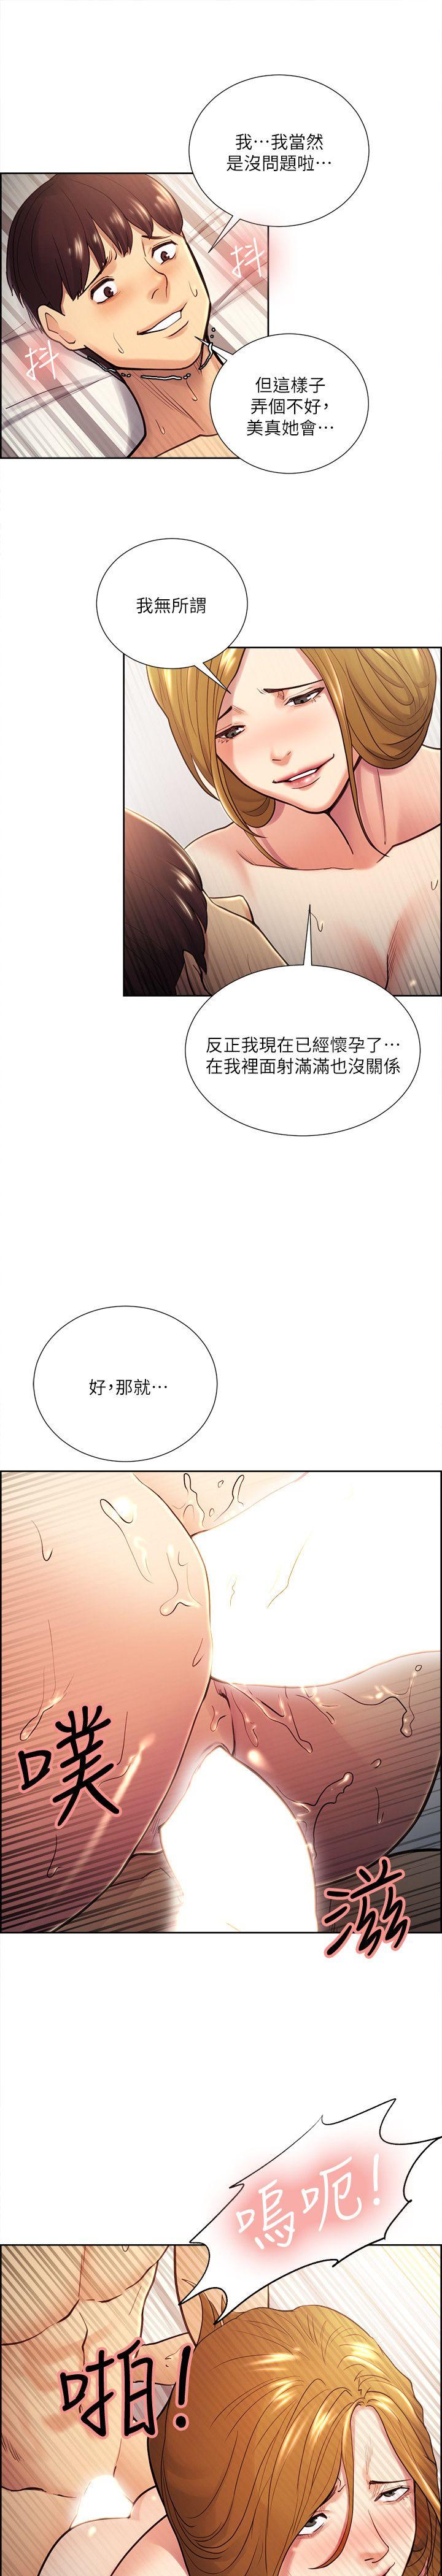 我…我當然
是沒問題啦…
抖
抖
但這樣子
弄個不好，
美真她會…
我無所謂
反正我現在已經懷孕了…
在我裡面射滿滿也沒關係
好，那就…
噗
滋
嗚呃！
啪！